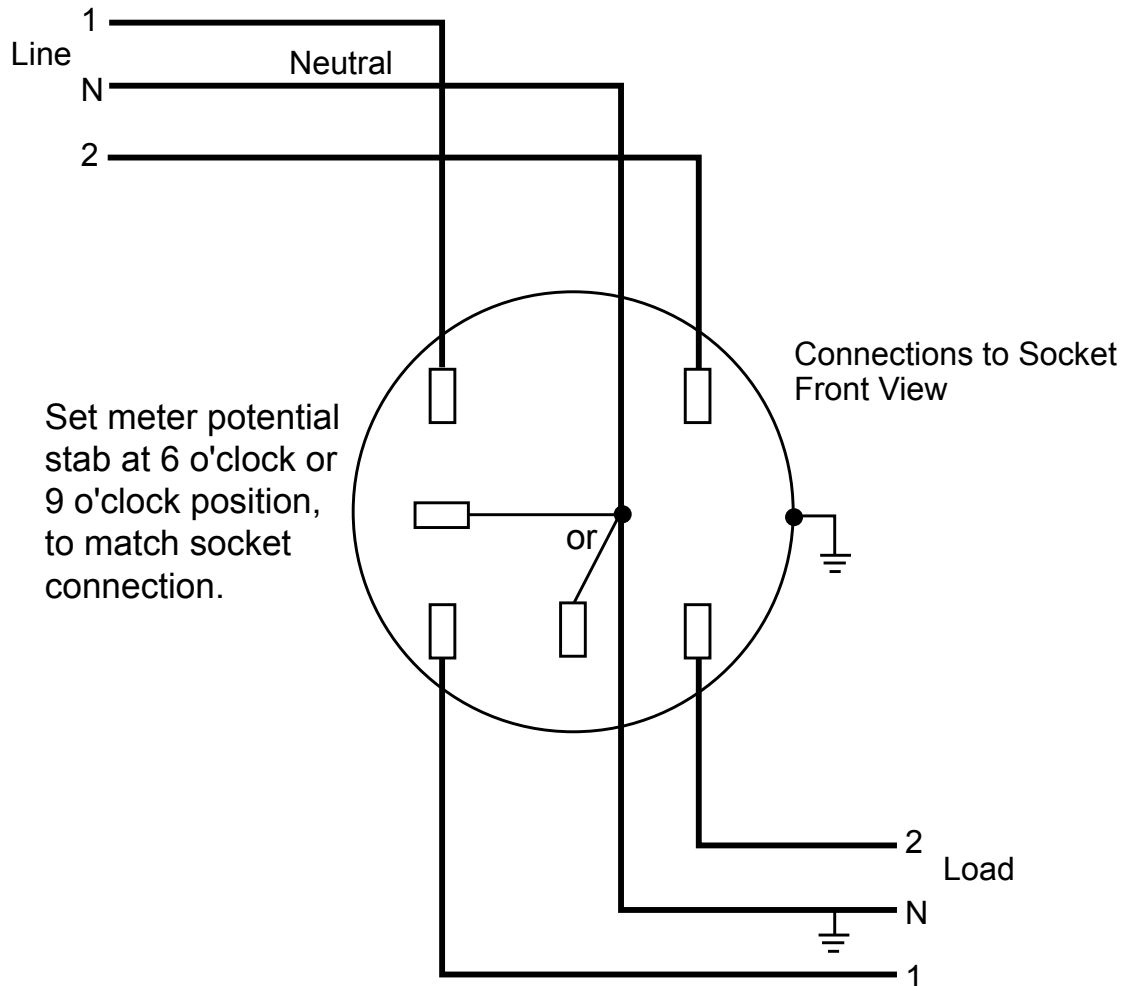 1
Line
Neutral
N
2
Connections to Socket
Front View
Set meter potential
stab at 6 o'clock or
9 o'clock position,
to match socket
connection.
or
2
Load
N
1